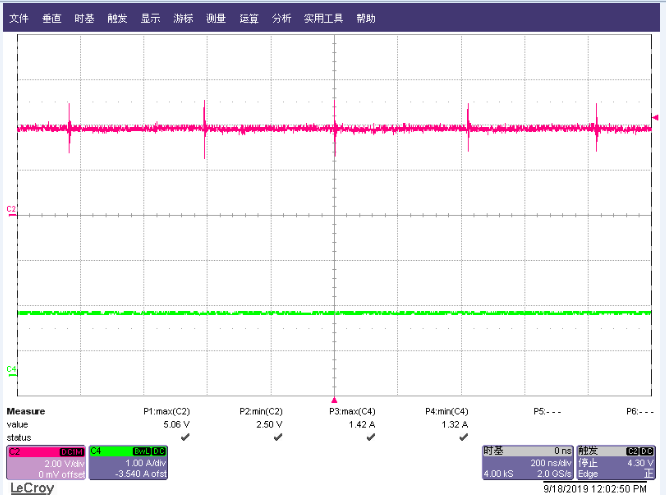 文件 垂直 时基 触发 显示 游标 测量 运算 分析 实用工具 帮助
C2
C4
Measure P1:max(C2) P2:min(C2) P3:max(C4) P4:min(C4) P5:--- P6:---
value 5.06 V 2.50 V 1.42 A 1.32 A
status
C2 DC1M C4 BwL DC 时基 0 ns 触发 C2 DC
2.00 V/div 1.00 A/div 200 ns/div 停止 4.30 V
0 mV offset -3.540 A ofst 4.00 kS 2.0 GS/s Edge 正
LeCroy 9/18/2019 12:02:50 PM